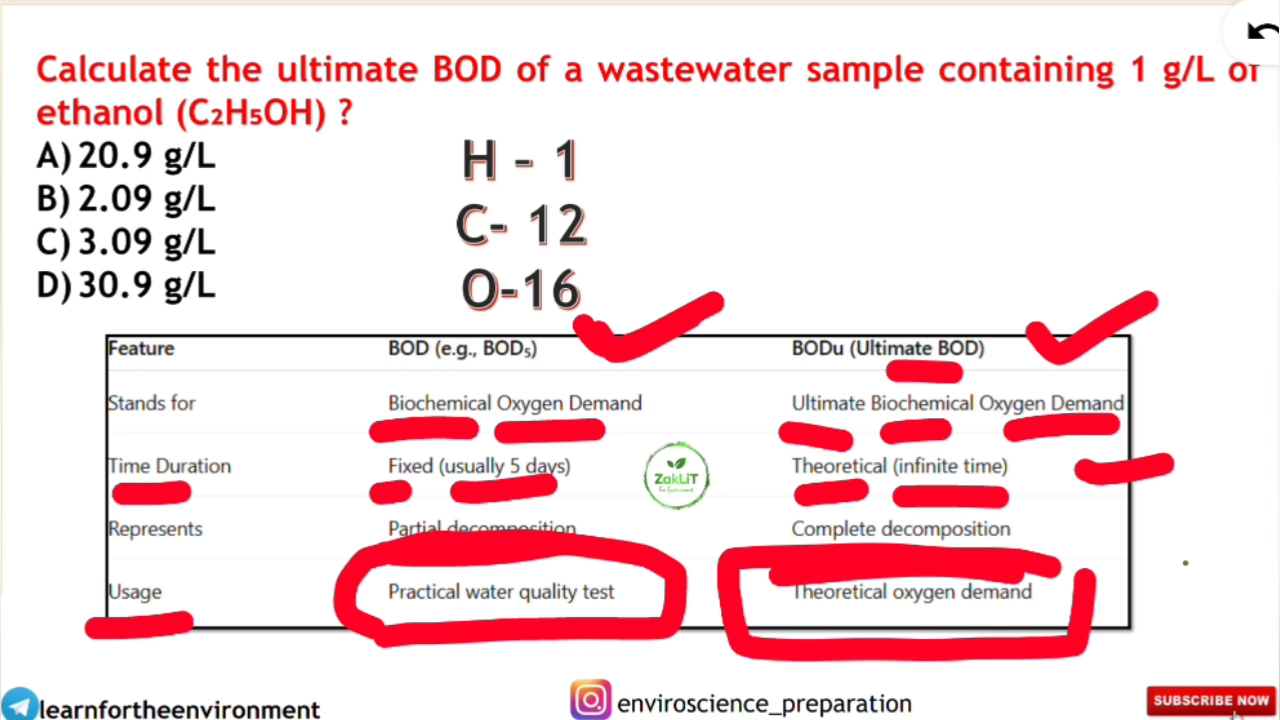 Calculate the ultimate BOD of a wastewater sample containing 1 g/L of
ethanol (C₂H₅OH) ?
A) 20.9 g/L
B) 2.09 g/L
C) 3.09 g/L
D) 30.9 g/L
H - 1
C- 12
O-16
Feature BOD (e.g., BOD₅) BODu (Ultimate BOD)
Stands for Biochemical Oxygen Demand Ultimate Biochemical Oxygen Demand
Time Duration Fixed (usually 5 days) Theoretical (infinite time)
Represents Partial decomposition Complete decomposition
Usage Practical water quality test Theoretical oxygen demand
ZakLiT
For Environment
learnfortheenvironment
enviroscience_preparation
SUBSCRIBE NOW